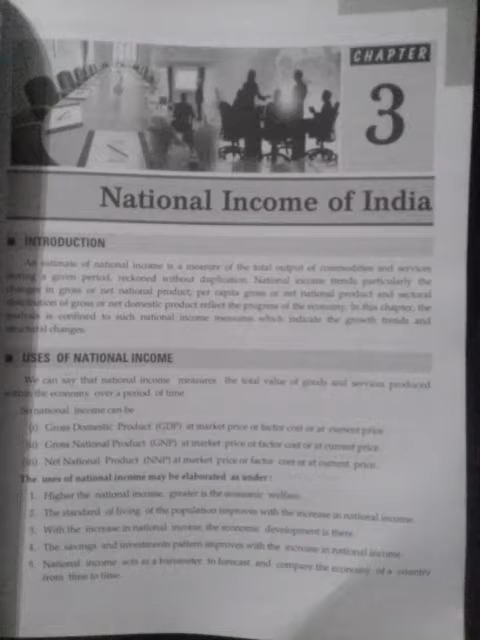 CHAPTER
3
National Income of India
INTRODUCTION
An estimate of national income is a measure of the total output of commodities and services
during a given period, reckoned without duplication. National income trends particularly the
changes in gross or net national product, per capita gross or net national product and sectoral
distribution of gross or net domestic product reflect the progress of the economy. In this chapter, the
analysis is confined to such national income measures which indicate the growth trends and
structural changes.
USES OF NATIONAL INCOME
We can say that national income measures the total value of goods and services produced
within the economy over a period of time.
So national income can be
(i) Gross Domestic Product (GDP) at market price or factor cost or at current price.
(ii) Gross National Product (GNP) at market price or factor cost or at current price.
(iii) Net National Product (NNP) at market price or factor cost or at current price.
The uses of national income may be elaborated as under :
1. Higher the national income, greater is the economic welfare.
2. The standard of living of the population improves with the increase in national income.
3. With the increase in national income the economic development is there.
4. The savings and investments pattern improves with the increase in national income.
5. National income acts as a barometer to forecast and compare the economy of a country
from time to time.